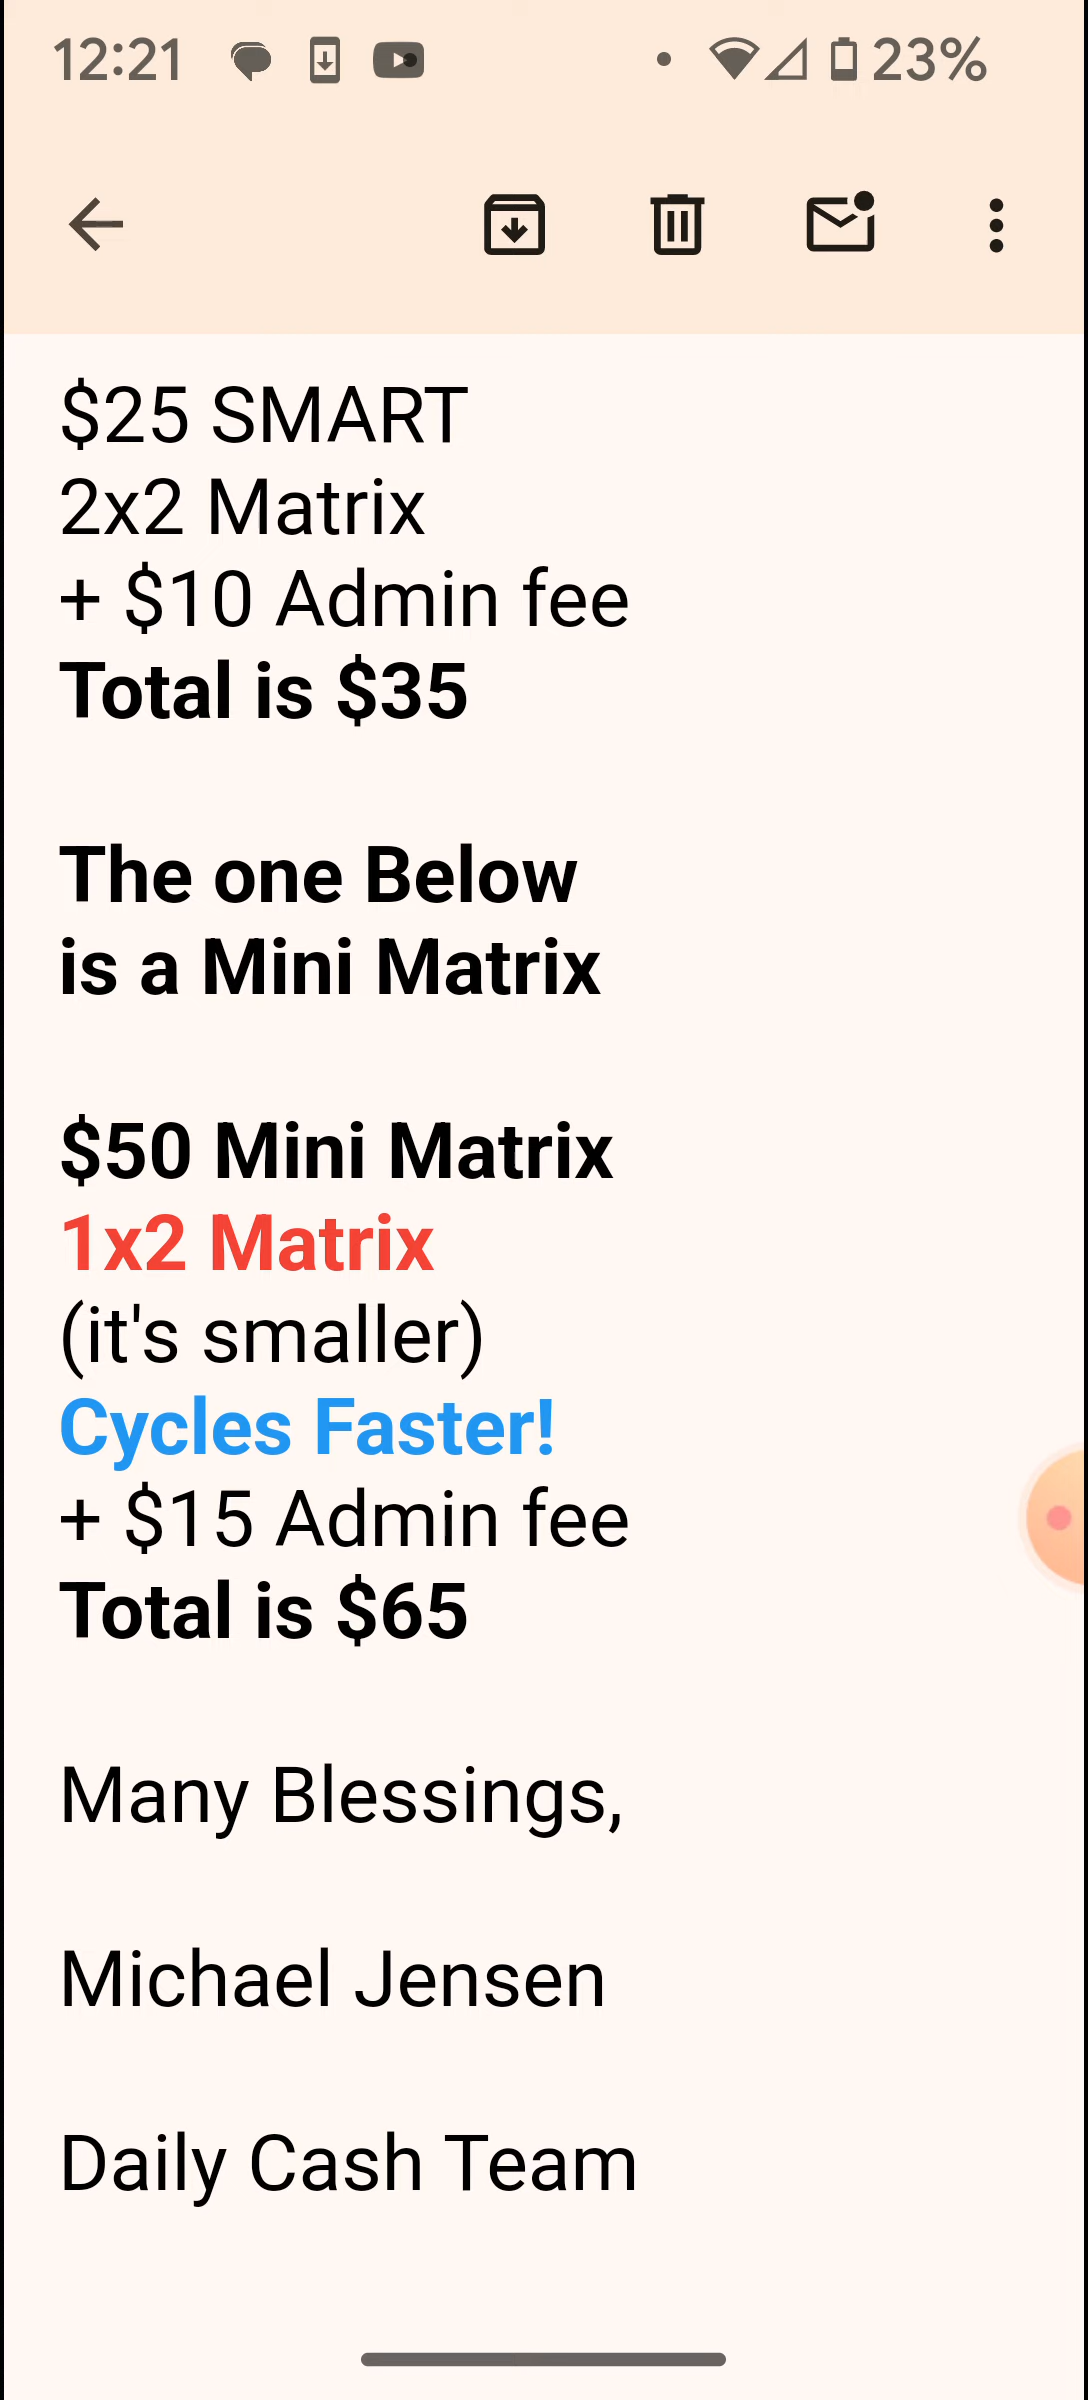 12:21
23%
$25 SMART
2x2 Matrix
+ $10 Admin fee
Total is $35
The one Below
is a Mini Matrix
$50 Mini Matrix
1x2 Matrix
(it's smaller)
Cycles Faster!
+ $15 Admin fee
Total is $65
Many Blessings,
Michael Jensen
Daily Cash Team